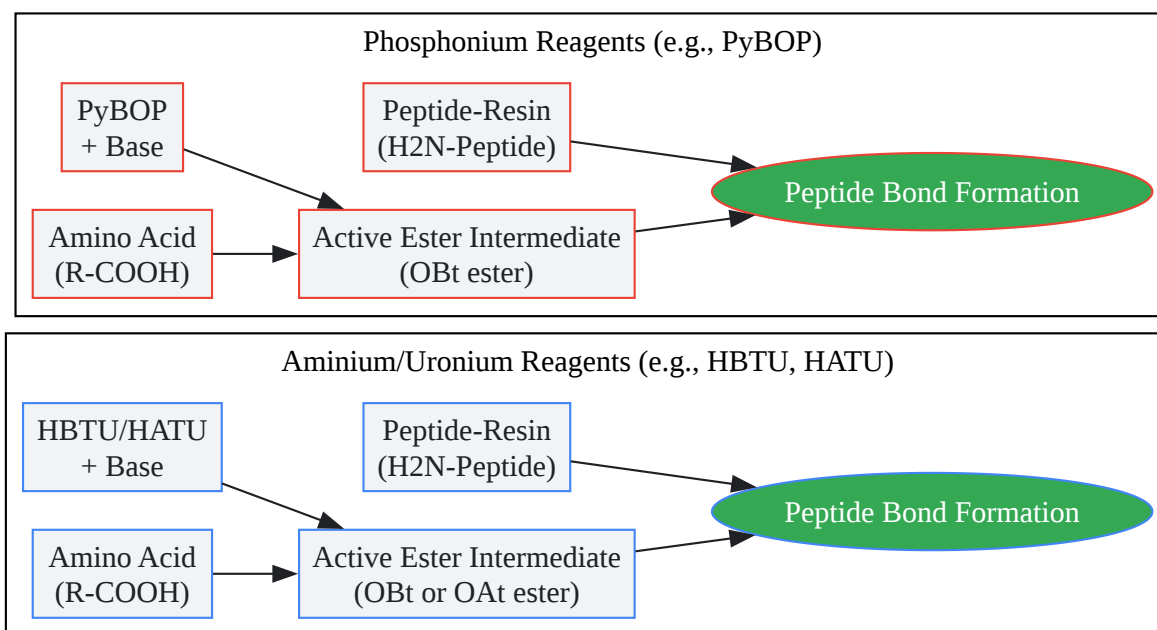 Phosphonium Reagents (e.g., PyBOP)
PyBOP
+ Base
Peptide-Resin
(H2N-Peptide)
Peptide Bond Formation
Amino Acid
(R-COOH)
Active Ester Intermediate
(OBt ester)
Aminium/Uronium Reagents (e.g., HBTU, HATU)
HBTU/HATU
+ Base
Peptide-Resin
(H2N-Peptide)
Peptide Bond Formation
Amino Acid
(R-COOH)
Active Ester Intermediate
(OBt or OAt ester)